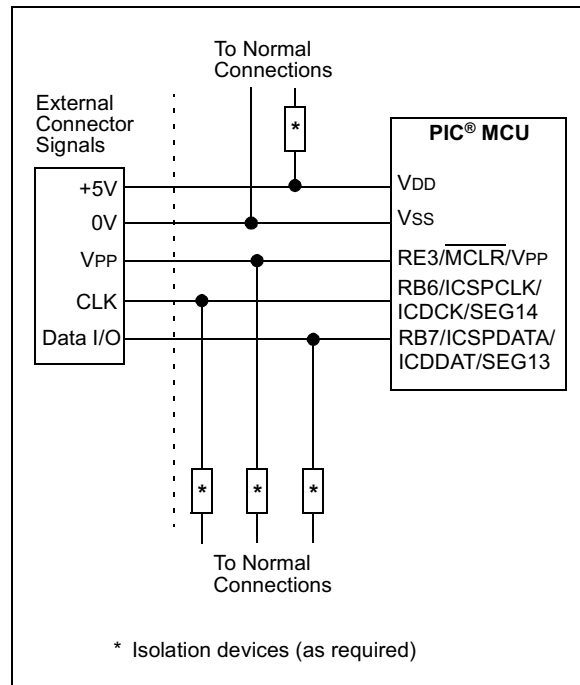 To Normal
Connections
External
Connector
Signals
*
PIC® MCU
+5V
VDD
0V
VSS
VPP
RE3/MCLR/VPP
CLK
RB6/ICSPCLK/
ICDCK/SEG14
Data I/O
RB7/ICSPDATA/
ICDDAT/SEG13
* * *
To Normal
Connections
* Isolation devices (as required)